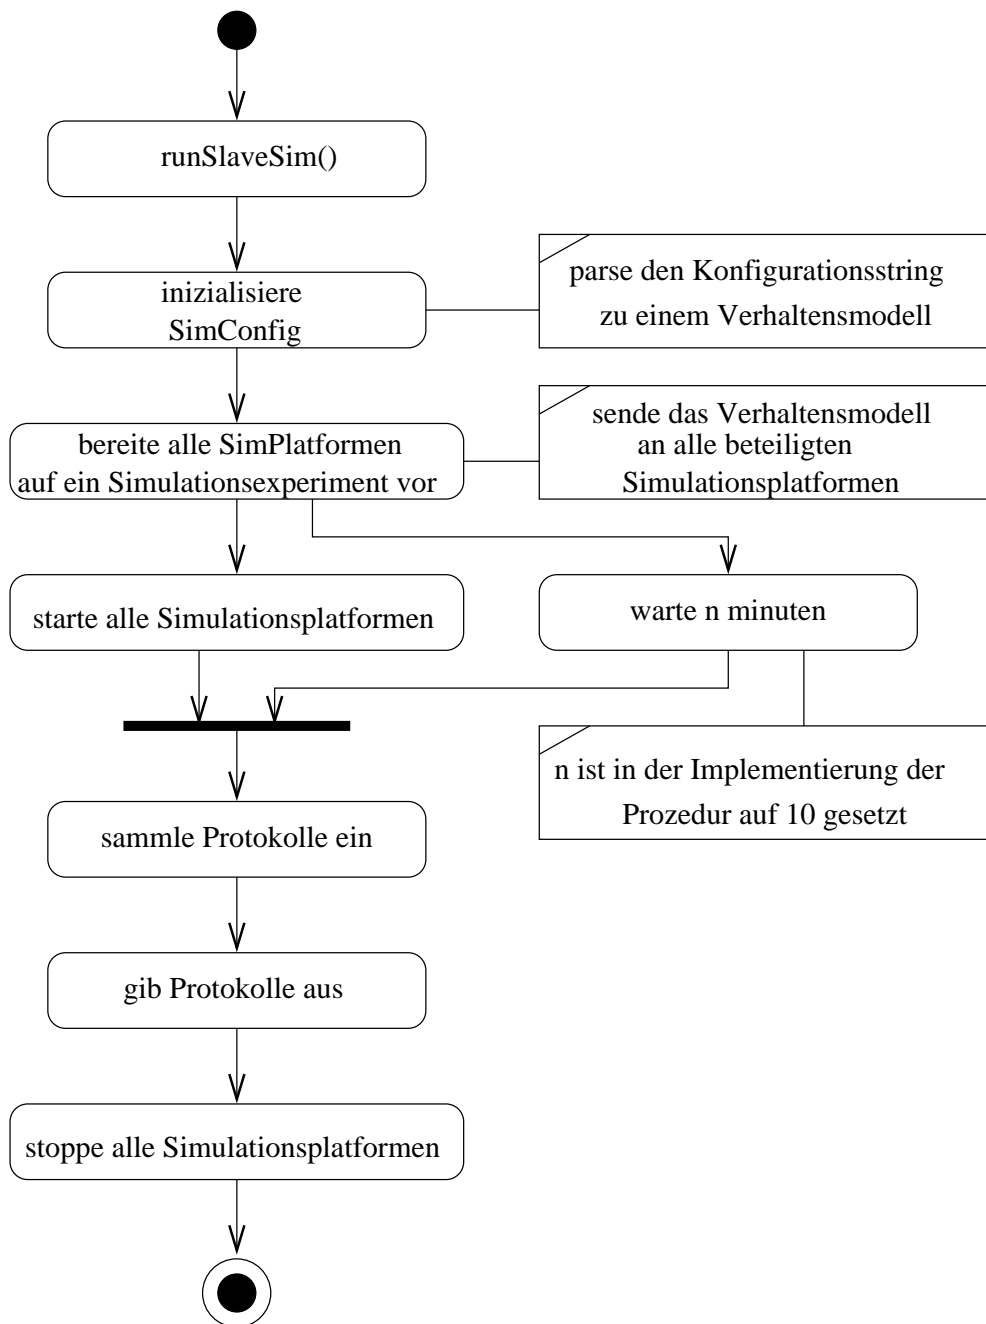 runSlaveSim()
inizialisiere
SimConfig
parse den Konfigurationsstring
zu einem Verhaltensmodell
bereite alle SimPlatformen
auf ein Simulationsexperiment vor
sende das Verhaltensmodell
an alle beteiligten
Simulationsplatformen
starte alle Simulationsplatformen
warte n minuten
n ist in der Implementierung der
Prozedur auf 10 gesetzt
sammle Protokolle ein
gib Protokolle aus
stoppe alle Simulationsplatformen